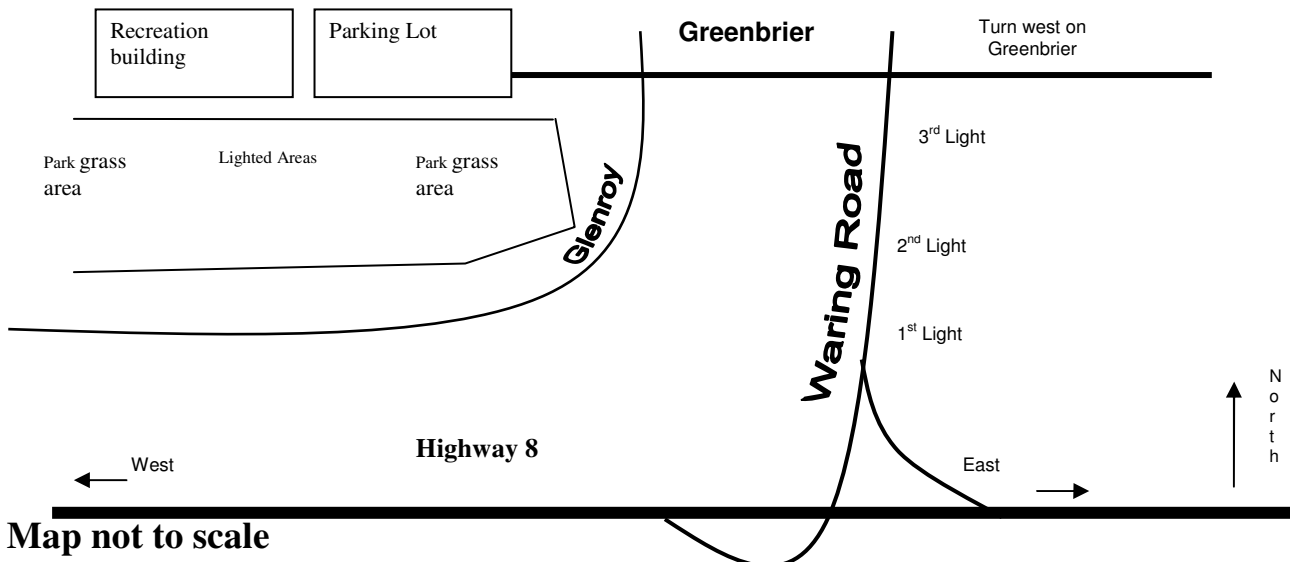 Recreation
building
Parking Lot
Greenbrier
Turn west on
Greenbrier
3rd Light
Park grass
area
Lighted Areas
Park grass
area
Glenroy
Waring Road
2nd Light
1st Light
North
Highway 8
West
East
Map not to scale